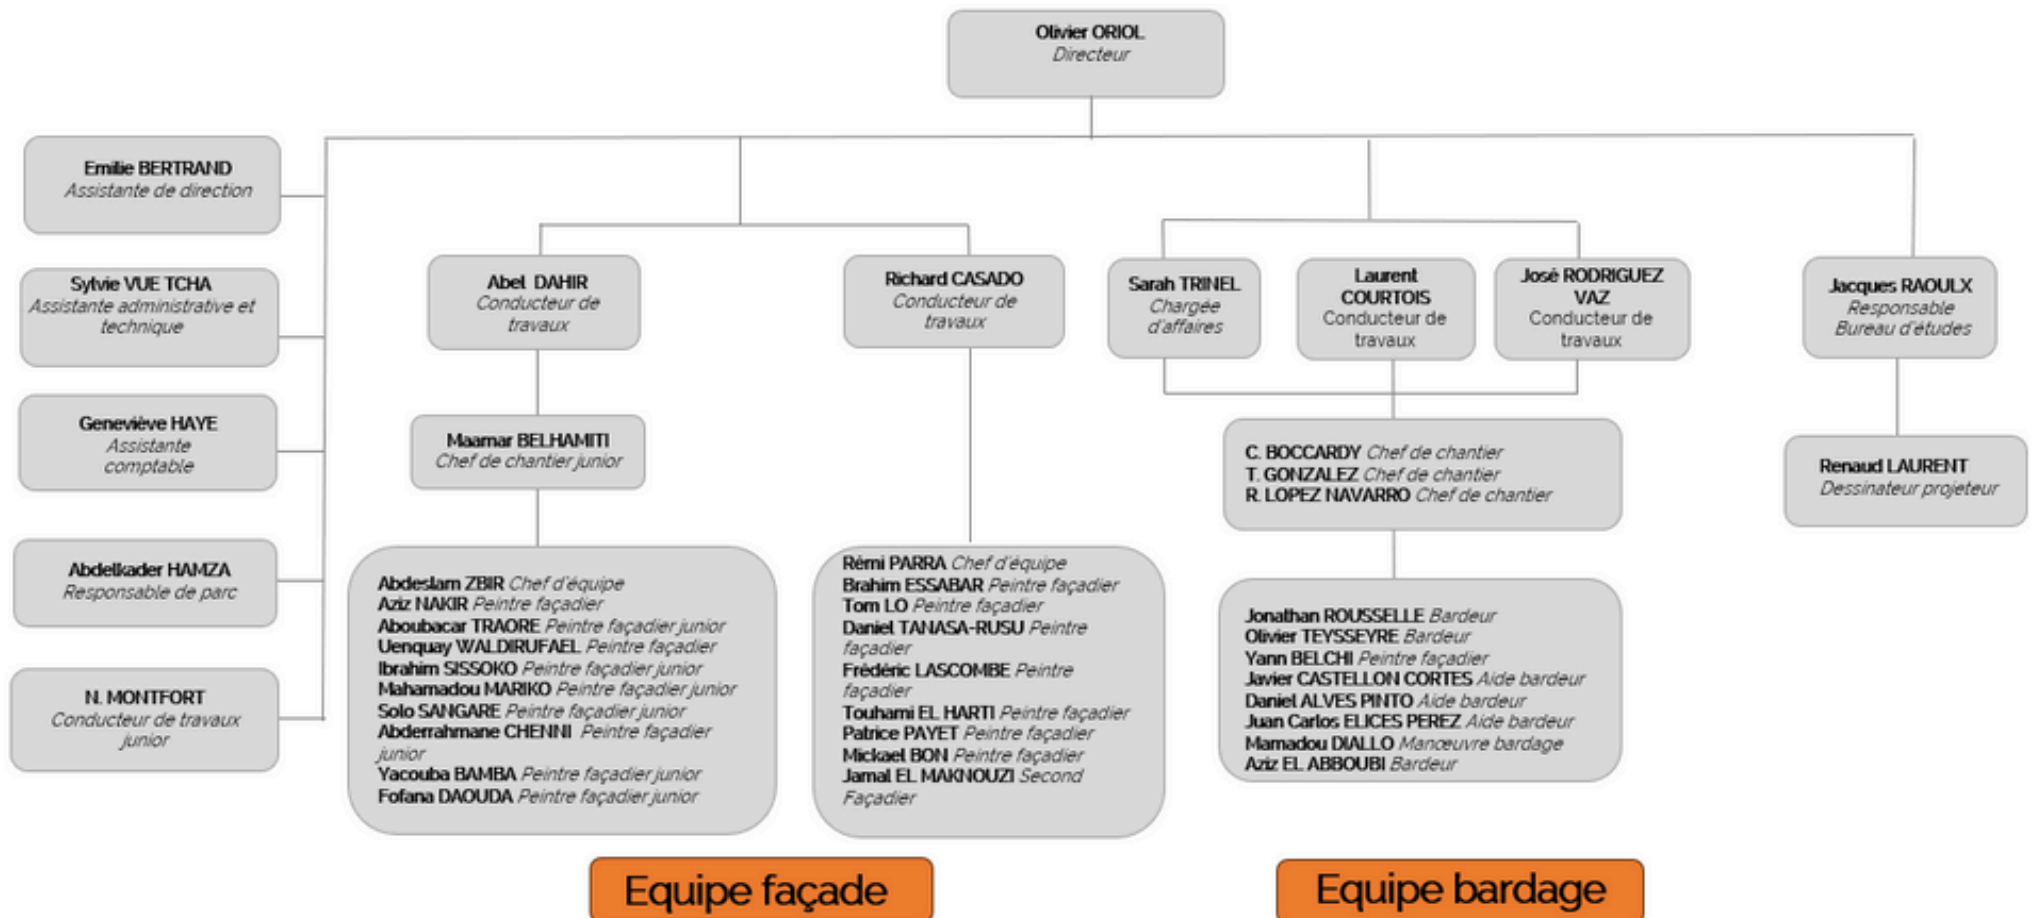 Olivier ORIOL
Directeur
Emilie BERTRAND
Assistante de direction
Sylvie VUE TCHA
Assistante administrative et
technique
Geneviève HAYE
Assistante
comptable
Abdelkader HAMZA
Responsable de parc
N. MONTFORT
Conducteur de travaux
junior
Abel DAHIR
Conducteur de
travaux
Maamar BELHAMITI
Chef de chantier junior
Abdeslam ZBIR Chef d'équipe
Aziz NAKIR Peintre façadier
Aboubacar TRAORE Peintre façadier junior
Uenquay WALDIRUFAEL Peintre façadier
Ibrahim SISSOKO Peintre façadier junior
Mahamadou MARIKO Peintre façadier junior
Solo SANGARE Peintre façadier junior
Abderrahmane CHENNI Peintre façadier
junior
Yacouba BAMBA Peintre façadier junior
Fofana DAOUDA Peintre façadier junior
Richard CASADO
Conducteur de
travaux
Rémi PARRA Chef d'équipe
Brahim ESSABAR Peintre façadier
Tom LO Peintre façadier
Daniel TANASA-RUSU Peintre
façadier
Frédéric LASCOMBE Peintre
façadier
Touhami EL HARTI Peintre façadier
Patrice PAYET Peintre façadier
Mickael BON Peintre façadier
Jamal EL MAKNOUZI Second
Façadier
Equipe façade
Sarah TRINEL
Chargée
d'affaires
Laurent
COURTOIS
Conducteur de
travaux
José RODRIGUEZ
VAZ
Conducteur de
travaux
C. BOCCARDY Chef de chantier
T. GONZALEZ Chef de chantier
R. LOPEZ NAVARRO Chef de chantier
Jonathan ROUSSELLE Bardeur
Olivier TEYSSEYRE Bardeur
Yann BELCHI Peintre façadier
Javier CASTELLON CORTES Aide bardeur
Daniel ALVES PINTO Aide bardeur
Juan Carlos ELICES PEREZ Aide bardeur
Mamadou DIALLO Manœuvre bardage
Aziz EL ABBOUBI Bardeur
Equipe bardage
Jacques RAOULX
Responsable
Bureau d'études
Renaud LAURENT
Dessinateur projeteur